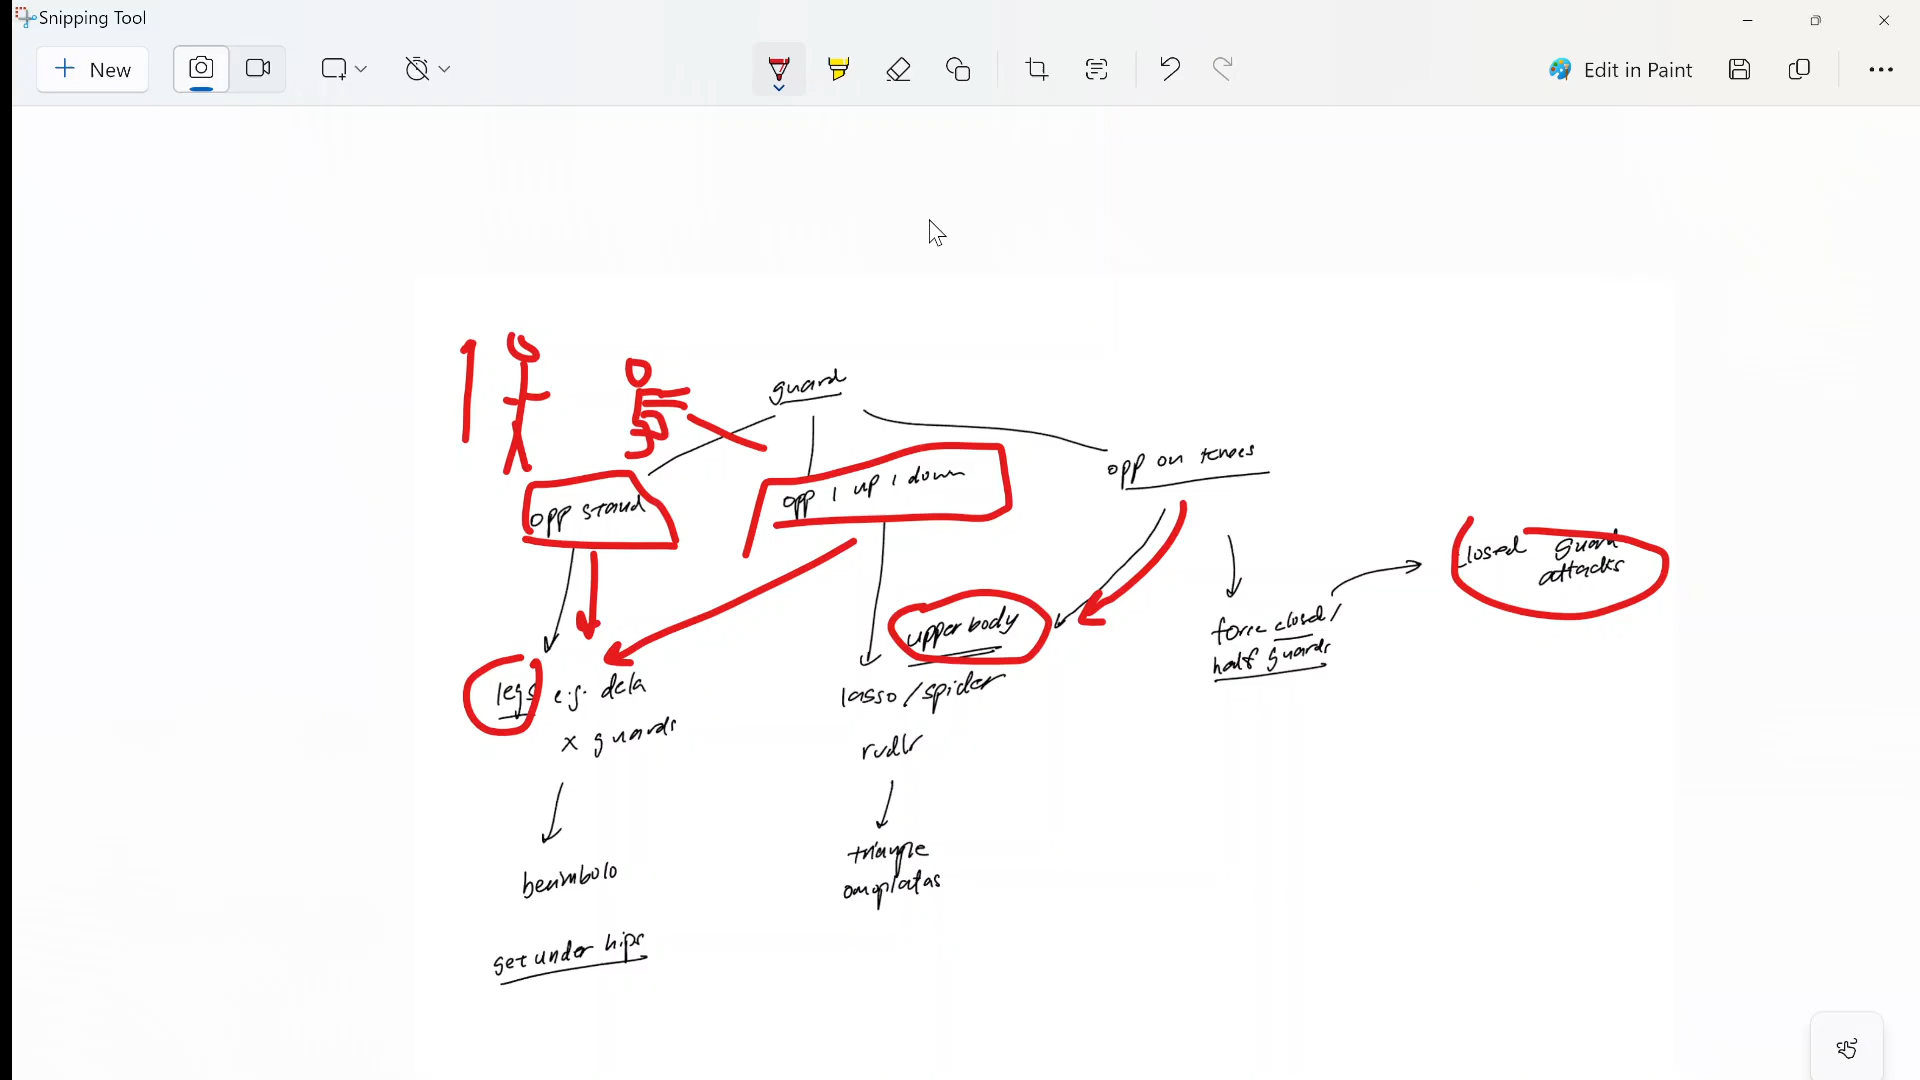 Snipping Tool
New
Edit in Paint
guard
opp stand
opp 1 up 1 down
opp on knees
closed guard
attacks
upper body
force closed/
half guards
legs e.g. dela
x guards
lasso/spider
rvdlr
berimbolo
triangle
omoplatas
get under hips